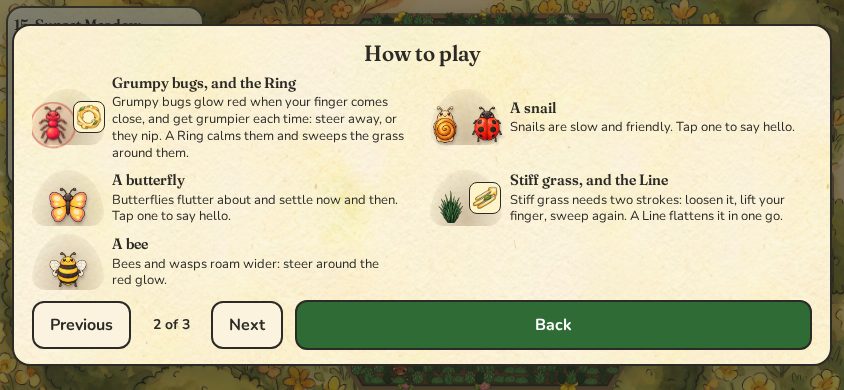 15. Sunset Meadow
How to play
Grumpy bugs, and the Ring
Grumpy bugs glow red when your finger comes
close, and get grumpier each time: steer away, or
they nip. A Ring calms them and sweeps the grass
around them.
A snail
Snails are slow and friendly. Tap one to say hello.
A butterfly
Butterflies flutter about and settle now and then.
Tap one to say hello.
Stiff grass, and the Line
Stiff grass needs two strokes: loosen it, lift your
finger, sweep again. A Line flattens it in one go.
A bee
Bees and wasps roam wider: steer around the
red glow.
Previous
2 of 3
Next
Back